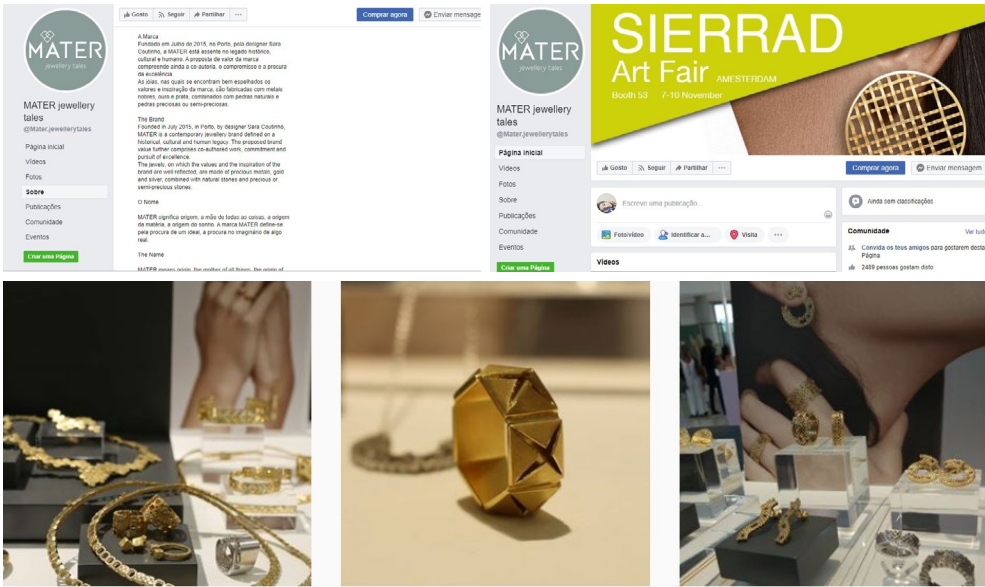 MATER
jewellery tales
MATER jewellery
tales
@Mater.jewellerytales
Página inicial
Vídeos
Fotos
Sobre
Publicações
Comunidade
Eventos
Criar uma Página
Gosto
Seguir
Partilhar
...
Comprar agora
Enviar mensage
A Marca
Fundada em Julho de 2015, no Porto, pela designer Sara
Coutinho, a MATER está assente no legado histórico,
cultural e humano. A proposta de valor da marca
compreende ainda a co-autoria, o compromisso e a procura
da excelência.
As jóias, nas quais se encontram bem espelhados os
valores e inspiração da marca, são fabricadas com metais
nobres, ouro e prata, combinados com pedras naturais e
pedras preciosas ou semi-preciosas.
The Brand
Founded in July 2015, in Porto, by designer Sara Coutinho,
MATER is a contemporary jewellery brand defined on a
historical, cultural and human legacy. The proposed brand
value further comprises co-authored work, commitment and
pursuit of excellence.
The jewels, on which the values and the inspiration of the
brand are well reflected, are made of precious metals, gold
and silver, combined with natural stones and precious or
semi-precious stones.
O Nome
MATER significa origem, a mãe de todas as coisas, a origem
da matéria, a origem do sonho. A marca MATER define-se
pela procura de um ideal, a procura no imaginário de algo
real.
The Name
MATER means origin, the mother of all things, the origin of
MATER
jewellery tales
MATER jewellery
tales
@Mater.jewellerytales
Página inicial
Vídeos
Fotos
Sobre
Publicações
Comunidade
Eventos
Criar uma Página
SIERRAD
Art Fair AMESTERDAM
Booth 53 7-10 November
Gosto
Seguir
Partilhar
...
Comprar agora
Enviar mensagem
Escreve uma publicação...
Foto/vídeo
Identificar a...
Visita
...
Vídeos
Ainda sem classificações
Comunidade
Ver tud
Convida os teus amigos para gostarem desta
Página
2489 pessoas gostam disto